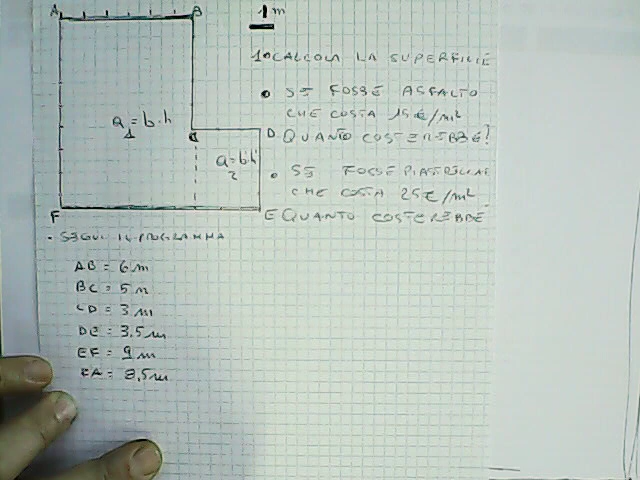 A B 1 m
1° CALCOLA LA SUPERFICIE
• SE FOSSE ASFALTO
CHE COSTA 15€/m²
QUANTO COSTEREBBE?
• SE FOSSE PIASTRELLE
CHE COSTA 25€/m²
QUANTO COSTEREBBE
a1 = b·h
C D
a2 = b·h
F E
• SEGUI IL PROGRAMMA
AB = 6 m
BC = 5 m
CD = 3 m
DE = 3,5 m
EF = 9 m
FA = 8,5 m